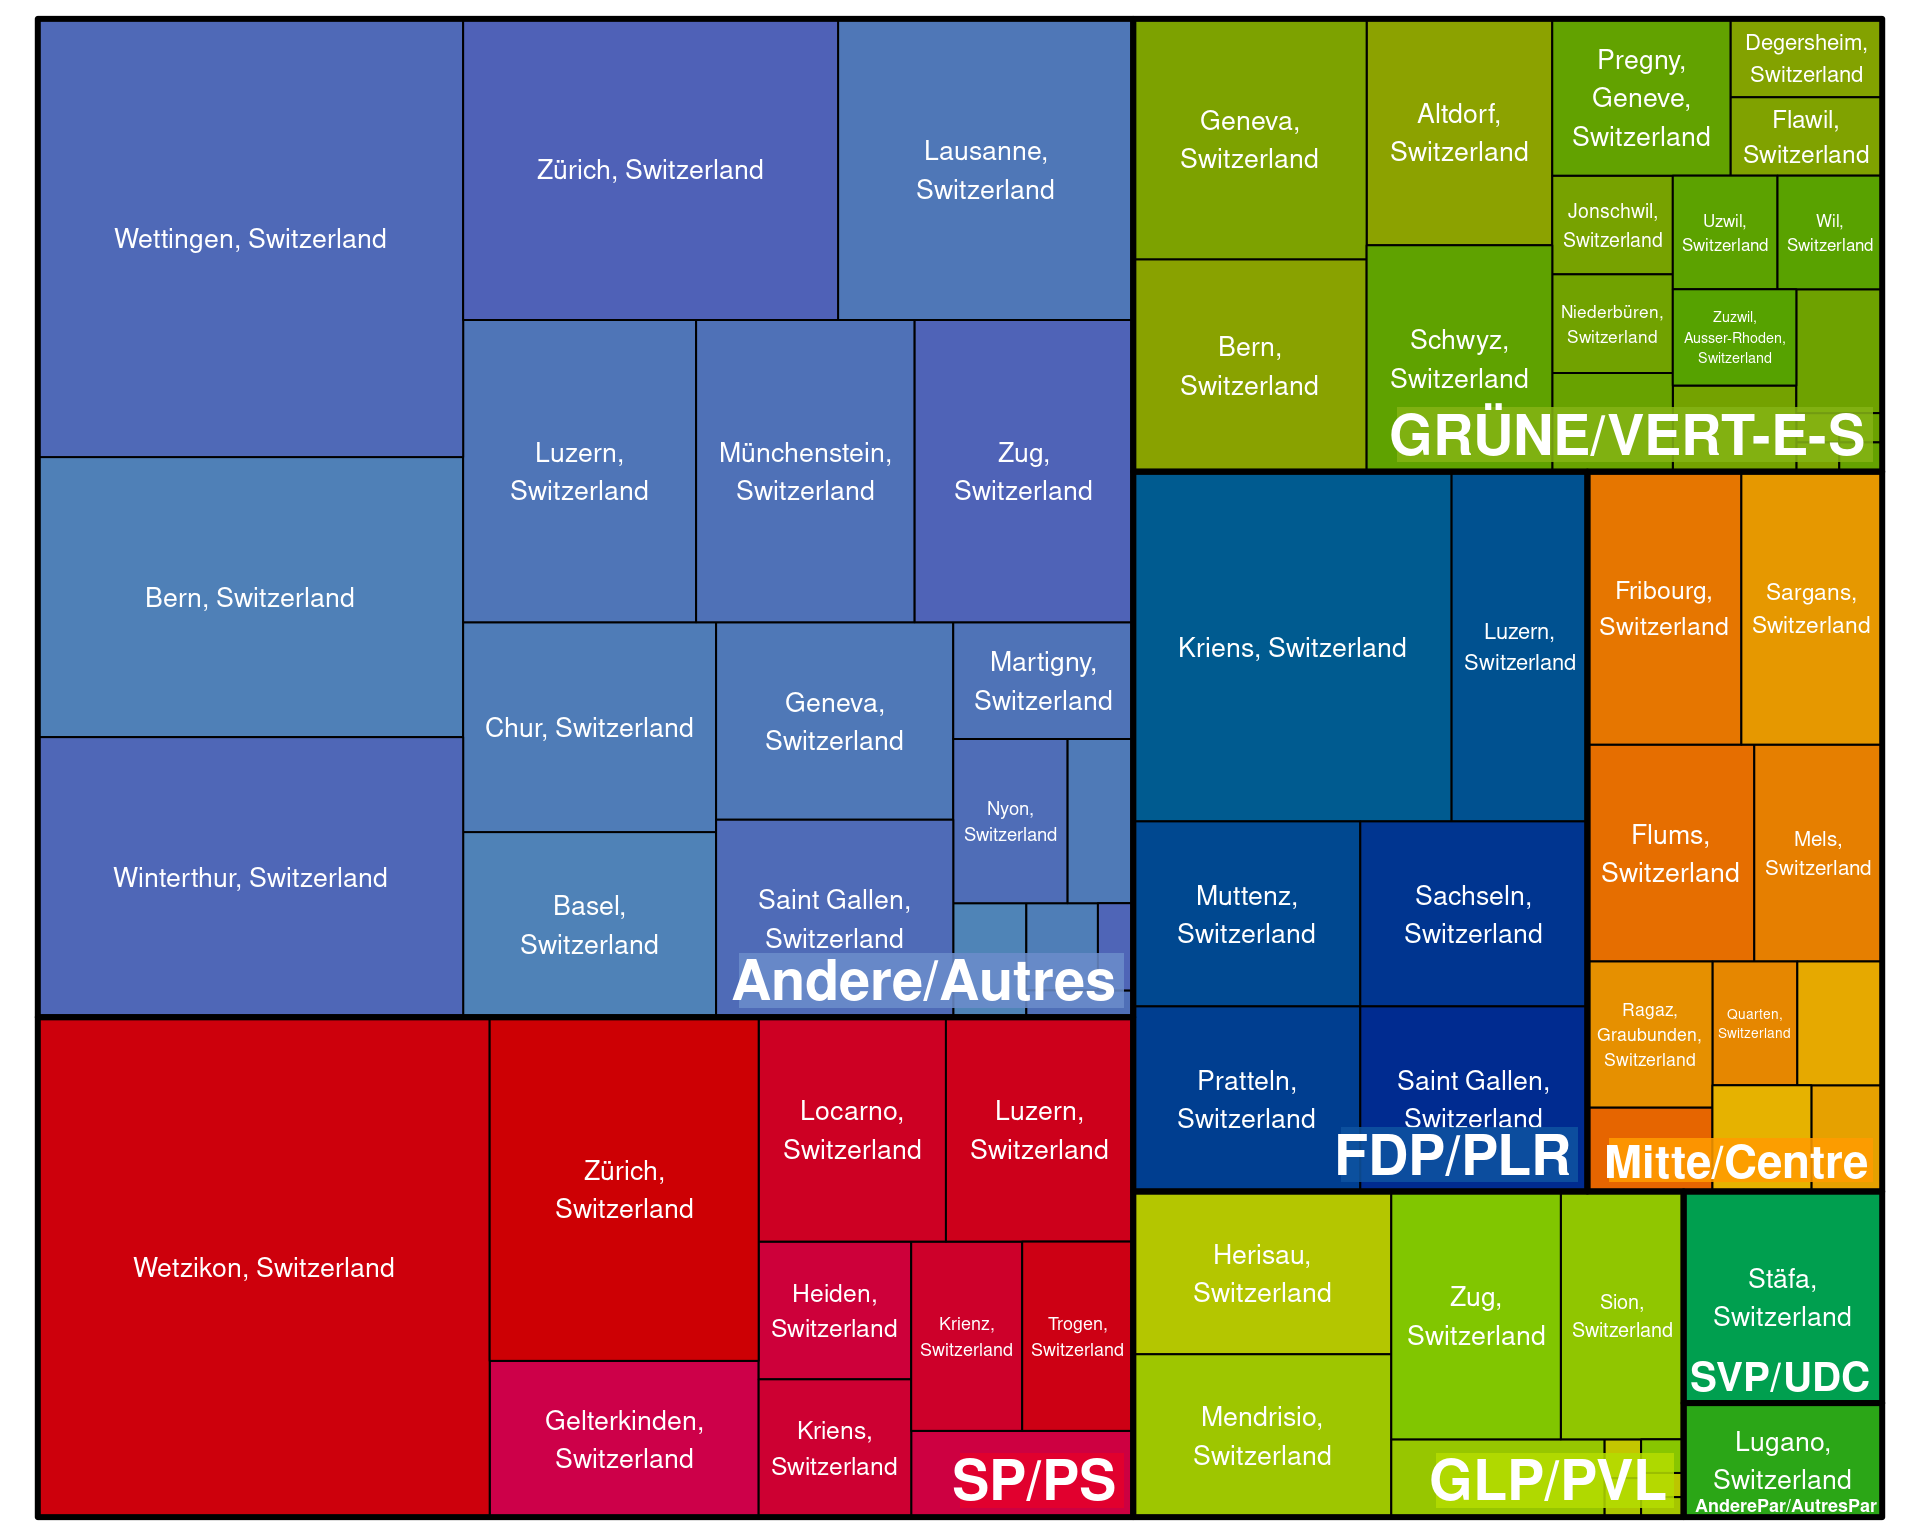 Wettingen, Switzerland
Zürich, Switzerland
Lausanne,
Switzerland
Bern, Switzerland
Luzern,
Switzerland
Münchenstein,
Switzerland
Zug,
Switzerland
Winterthur, Switzerland
Chur, Switzerland
Geneva,
Switzerland
Martigny,
Switzerland
Nyon,
Switzerland
Basel,
Switzerland
Saint Gallen,
Switzerland
Andere/Autres
Geneva,
Switzerland
Altdorf,
Switzerland
Pregny,
Geneve,
Switzerland
Degersheim,
Switzerland
Flawil,
Switzerland
Jonschwil,
Switzerland
Uzwil,
Switzerland
Wil,
Switzerland
Bern,
Switzerland
Schwyz,
Switzerland
Niederbüren,
Switzerland
Zuzwil,
Ausser-Rhoden,
Switzerland
GRÜNE/VERT-E-S
Kriens, Switzerland
Luzern,
Switzerland
Muttenz,
Switzerland
Sachseln,
Switzerland
Pratteln,
Switzerland
Saint Gallen,
Switzerland
FDP/PLR
Fribourg,
Switzerland
Sargans,
Switzerland
Flums,
Switzerland
Mels,
Switzerland
Ragaz,
Graubunden,
Switzerland
Quarten,
Switzerland
Mitte/Centre
Wetzikon, Switzerland
Zürich,
Switzerland
Locarno,
Switzerland
Luzern,
Switzerland
Gelterkinden,
Switzerland
Heiden,
Switzerland
Krienz,
Switzerland
Trogen,
Switzerland
Kriens,
Switzerland
SP/PS
Herisau,
Switzerland
Zug,
Switzerland
Sion,
Switzerland
Mendrisio,
Switzerland
GLP/PVL
Stäfa,
Switzerland
SVP/UDC
Lugano,
Switzerland
AnderePar/AutresPar